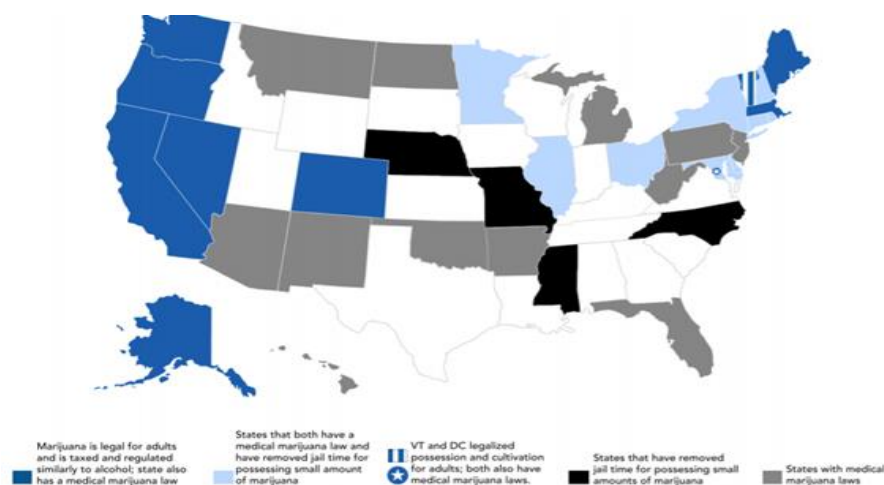 Marijuana is legal for adults
and is taxed and regulated
similarly to alcohol; state also
has a medical marijuana law
States that both have a
medical marijuana law and
have removed jail time for
possessing small amount
of marijuana
VT and DC legalized
possession and cultivation
for adults; both also have
medical marijuana laws.
States that have removed
jail time for possessing small
amounts of marijuana
States with medical
marijuana laws